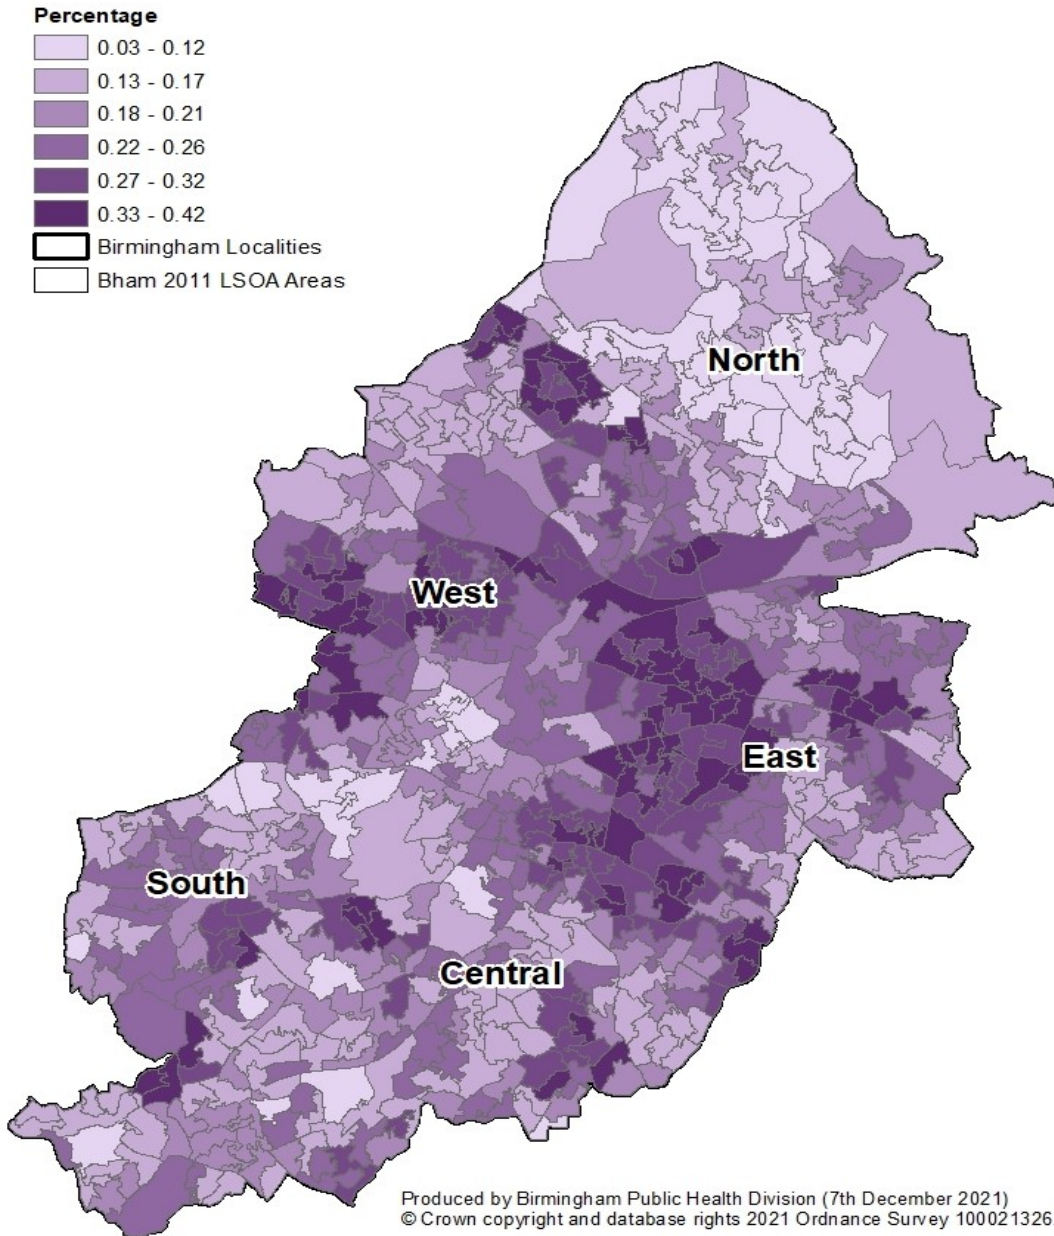 Percentage
0.03 - 0.12
0.13 - 0.17
0.18 - 0.21
0.22 - 0.26
0.27 - 0.32
0.33 - 0.42
Birmingham Localities
Bham 2011 LSOA Areas
North
West
East
South
Central
Produced by Birmingham Public Health Division (7th December 2021)
© Crown copyright and database rights 2021 Ordnance Survey 100021326